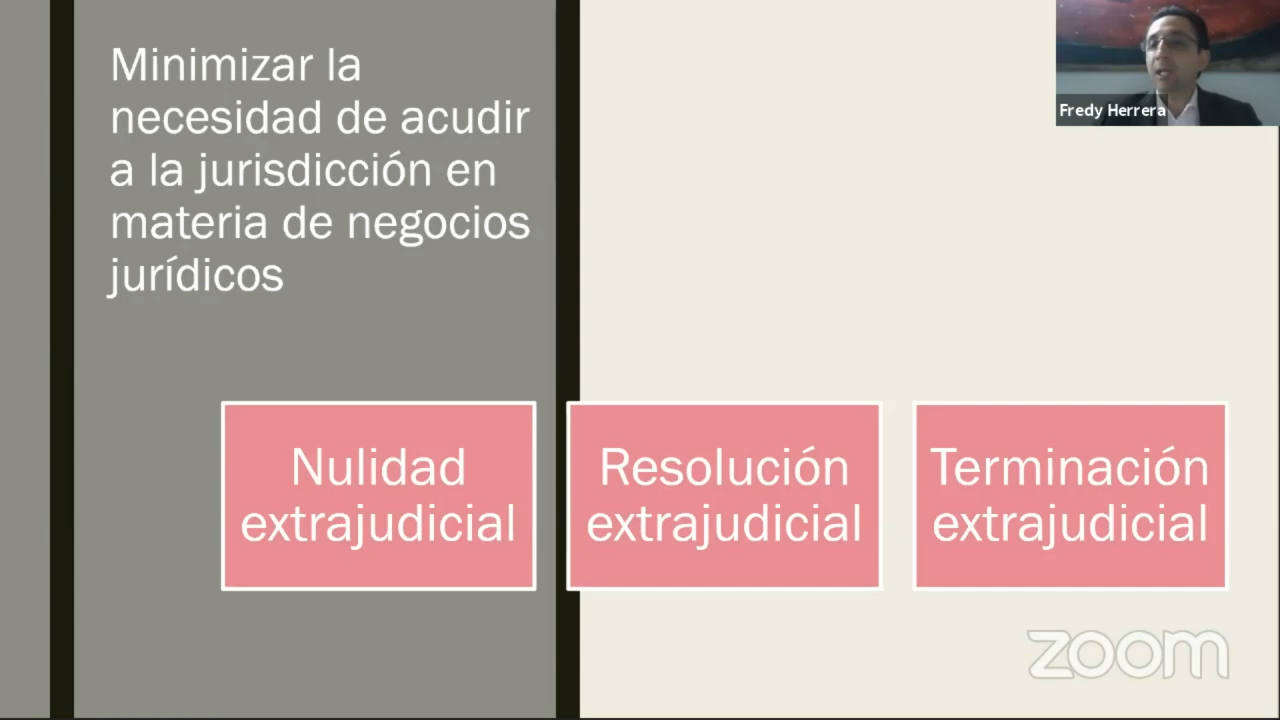 Minimizar la
necesidad de acudir
a la jurisdicción en
materia de negocios
jurídicos
Fredy Herrera
Nulidad
extrajudicial
Resolución
extrajudicial
Terminación
extrajudicial
zoom